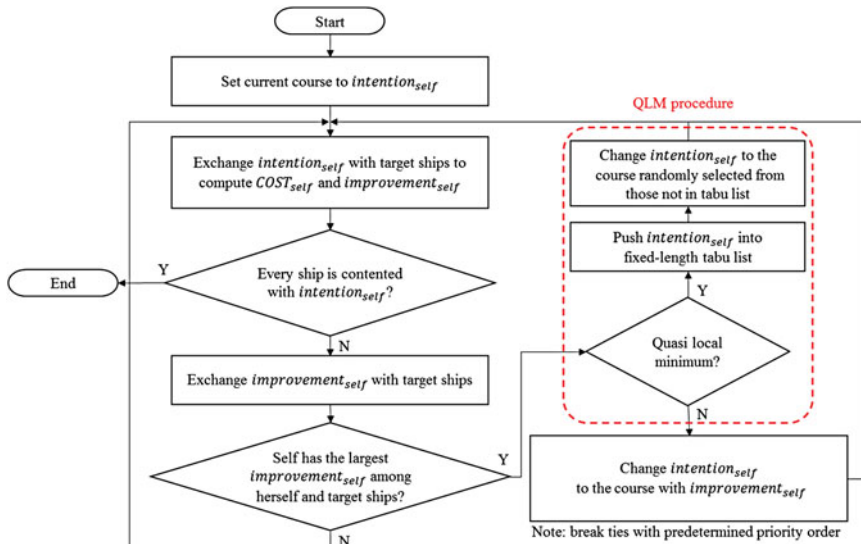 Start
Set current course to intention_self
QLM procedure
Exchange intention_self with target ships to
compute COST_self and improvement_self
Change intention_self to the
course randomly selected from
those not in tabu list
Push intention_self into
fixed-length tabu list
Y
Every ship is contented
with intention_self?
End
Y
N
Quasi local
minimum?
Exchange improvement_self with target ships
N
Self has the largest
improvement_self among
herself and target ships?
Y
Change intention_self
to the course with improvement_self
N
Note: break ties with predetermined priority order